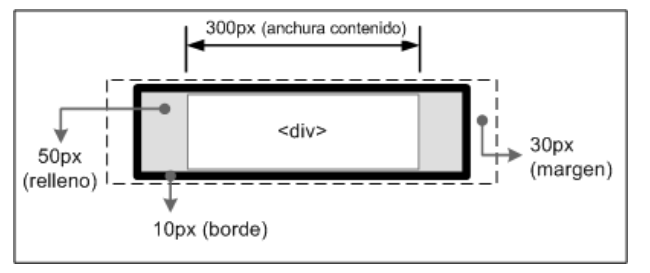 300px (anchura contenido)
<div>
50px
(relleno)
30px
(margen)
10px (borde)